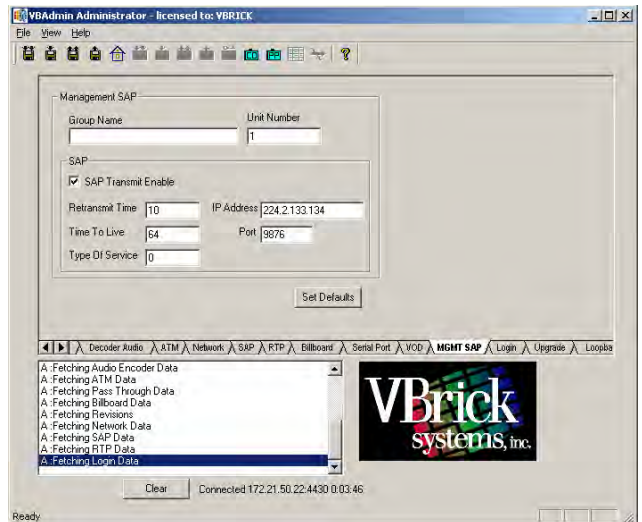 VBAdmin Administrator - licensed to: VBRICK
File View Help
Management SAP
Group Name
Unit Number
1
SAP
SAP Transmit Enable
Retransmit Time 10 IP Address 224.2.133.134
Time To Live 64 Port 9876
Type Of Service 0
Set Defaults
Decoder Audio ATM Network SAP RTP Billboard Serial Port VOD MGMT SAP Login Upgrade Loopba
A :Fetching Audio Encoder Data
A :Fetching ATM Data
A :Fetching Pass Through Data
A :Fetching Billboard Data
A :Fetching Revisions
A :Fetching Network Data
A :Fetching SAP Data
A :Fetching RTP Data
A :Fetching Login Data
VBrick
systems, inc.
Clear Connected 172.21.50.22:4430 0:03:46
Ready